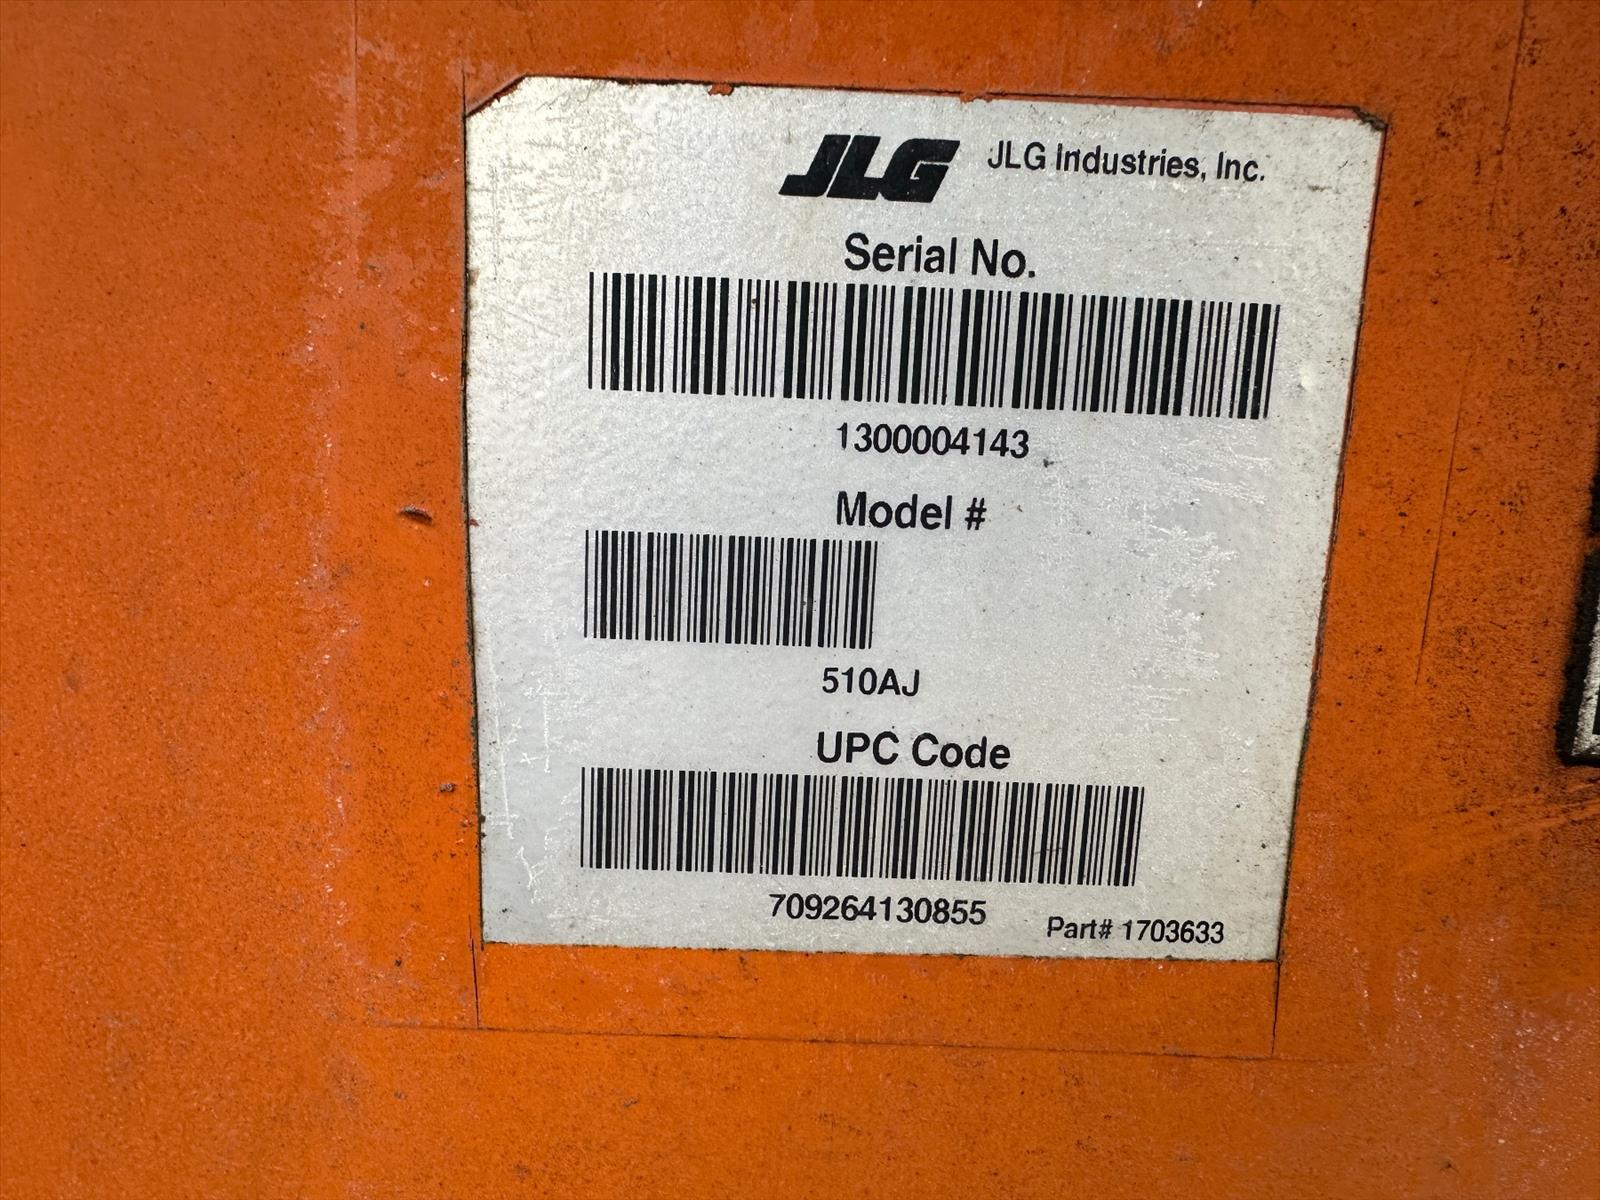 JLG JLG Industries, Inc.
Serial No.
1300004143
Model #
510AJ
UPC Code
709264130855
Part# 1703633